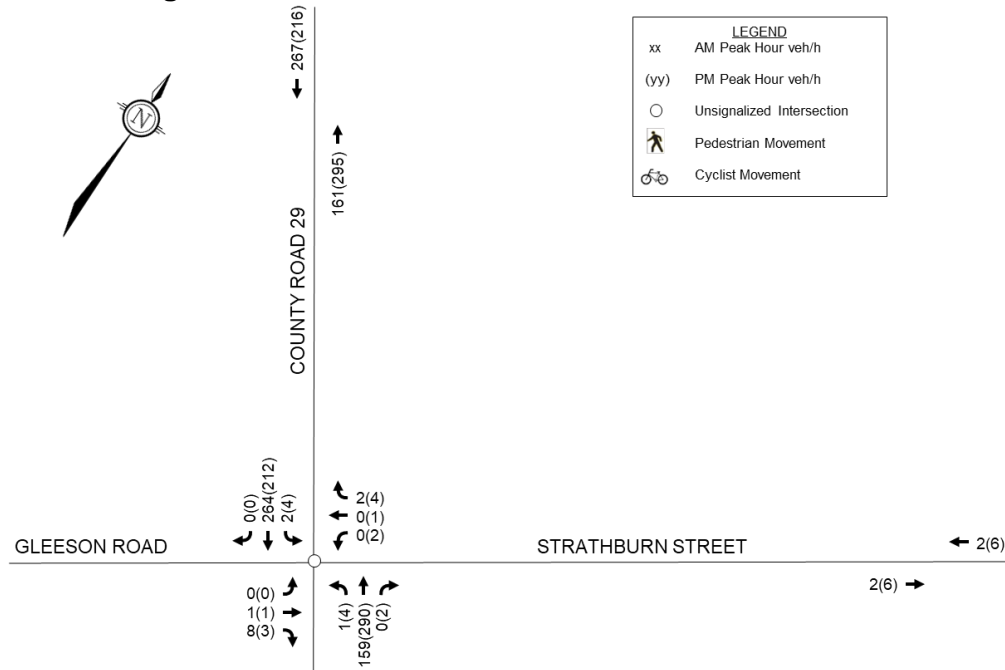 267(216)
161(295)
LEGEND
xx AM Peak Hour veh/h
(yy) PM Peak Hour veh/h
Unsignalized Intersection
Pedestrian Movement
Cyclist Movement
N
COUNTY ROAD 29
0(0)
264(212)
2(4)
2(4)
0(1)
0(2)
GLEESON ROAD
STRATHBURN STREET
2(6)
2(6)
0(0)
1(1)
8(3)
1(4)
159(290)
0(2)